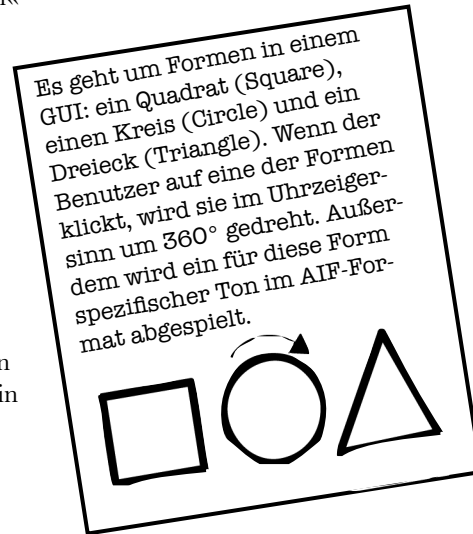 Es geht um Formen in einem
GUI: ein Quadrat (Square),
einen Kreis (Circle) und ein
Dreieck (Triangle). Wenn der
Benutzer auf eine der Formen
klickt, wird sie im Uhrzeiger-
sinn um 360° gedreht. Außer-
dem wird ein für diese Form
spezifischer Ton im AIF-For-
mat abgespielt.
in